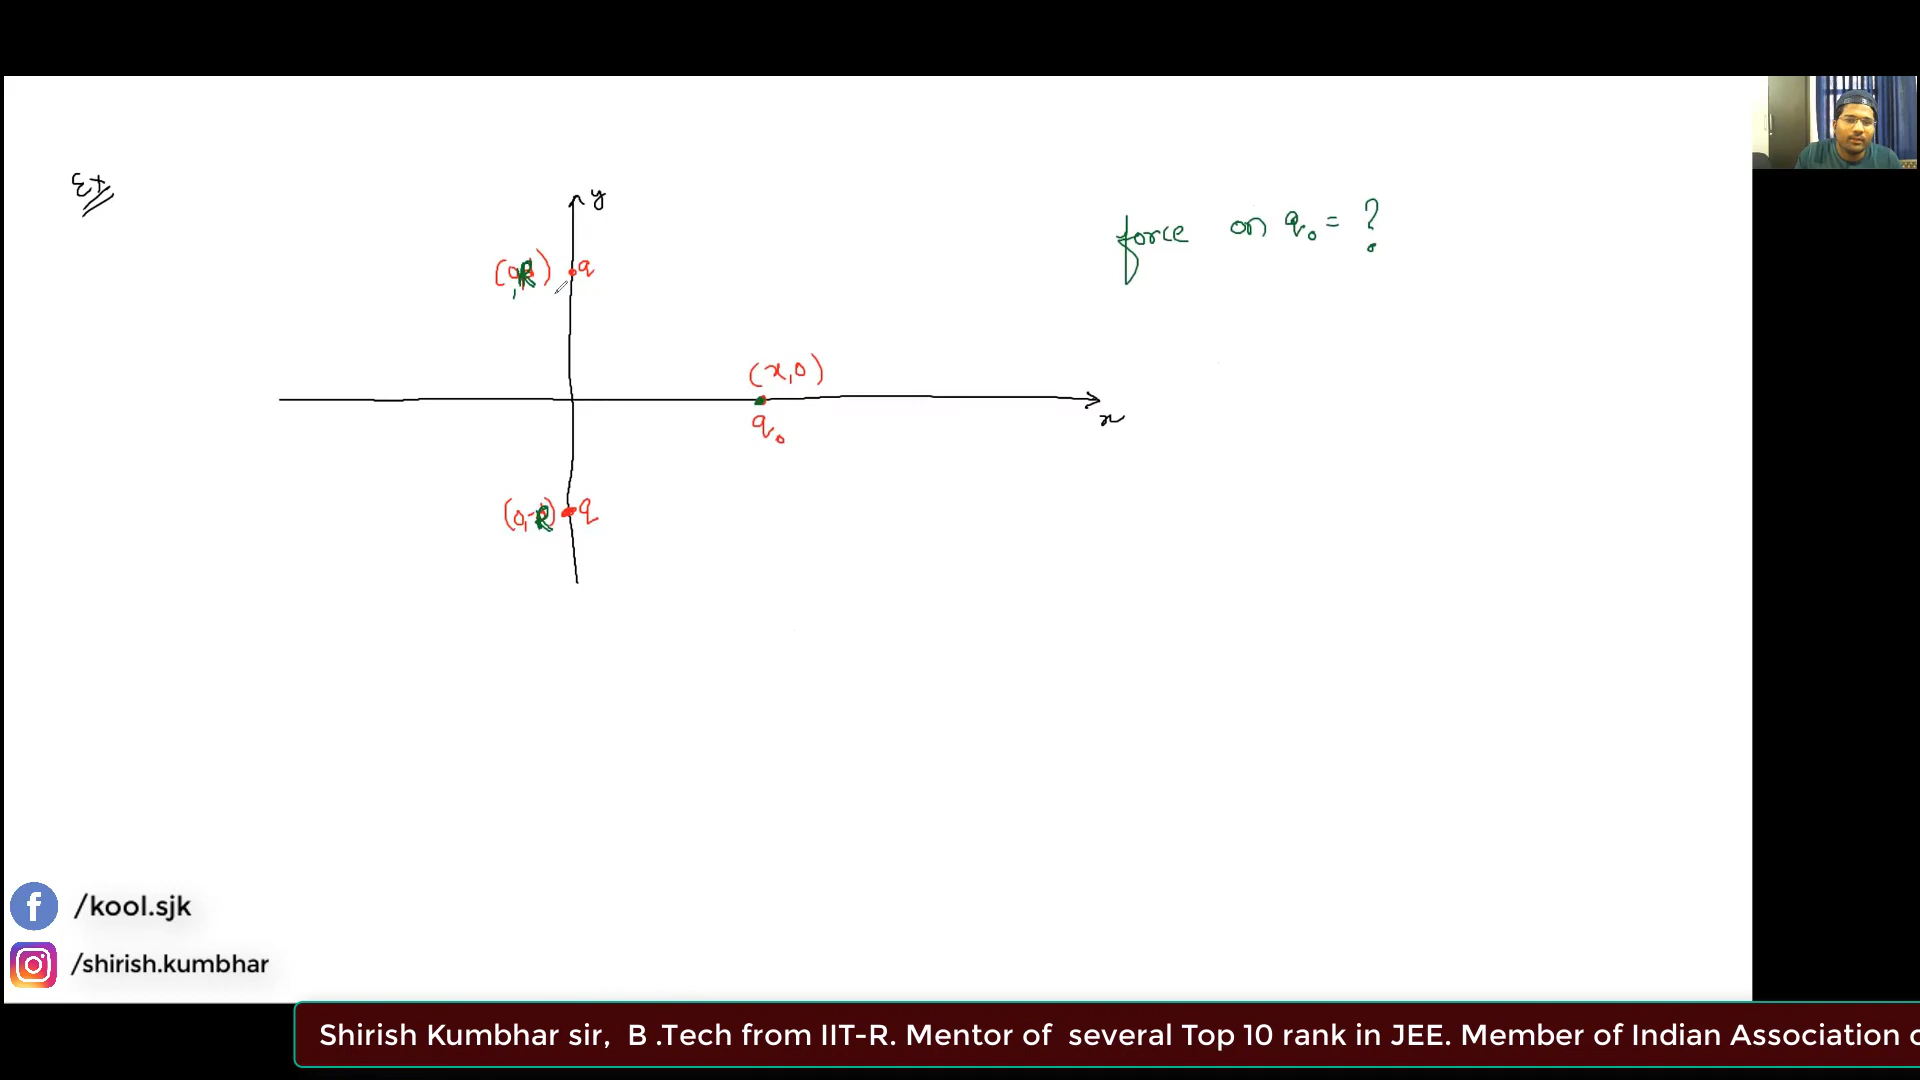 Ex
y
force on q₀ = ?
(0,R) q
(x,0)
x
q₀
(0,-R) q
/kool.sjk
/shirish.kumbhar
Shirish Kumbhar sir, B .Tech from IIT-R. Mentor of several Top 10 rank in JEE. Member of Indian Association